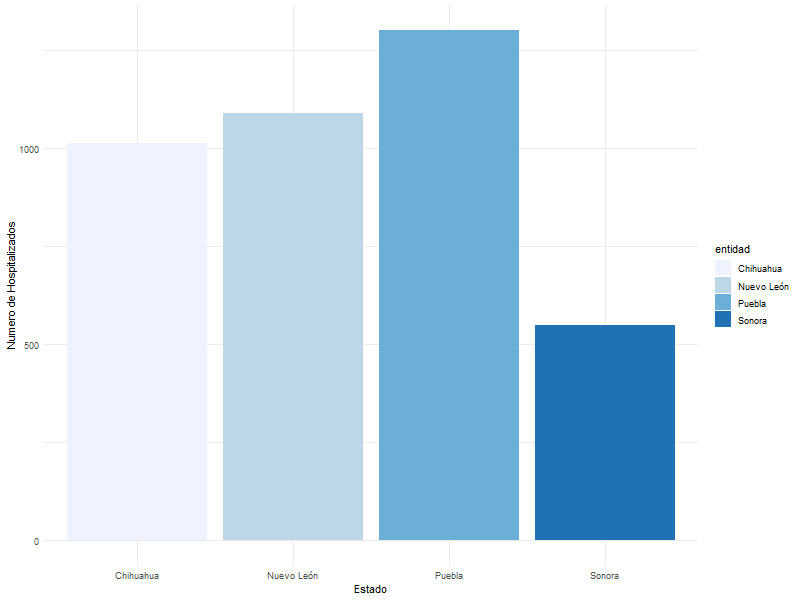 1000
500
0
Numero de Hospitalizados
Chihuahua
Nuevo León
Puebla
Sonora
Estado
entidad
Chihuahua
Nuevo León
Puebla
Sonora